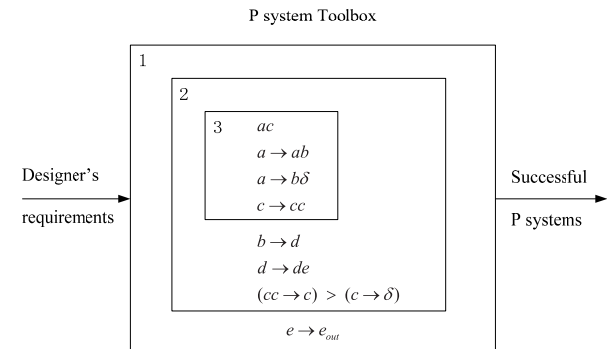 P system Toolbox
1
2
3 ac
a → ab
a → bδ
c → cc
Designer's
requirements
Successful
P systems
b → d
d → de
(cc → c) > (c → δ)
e → e_out